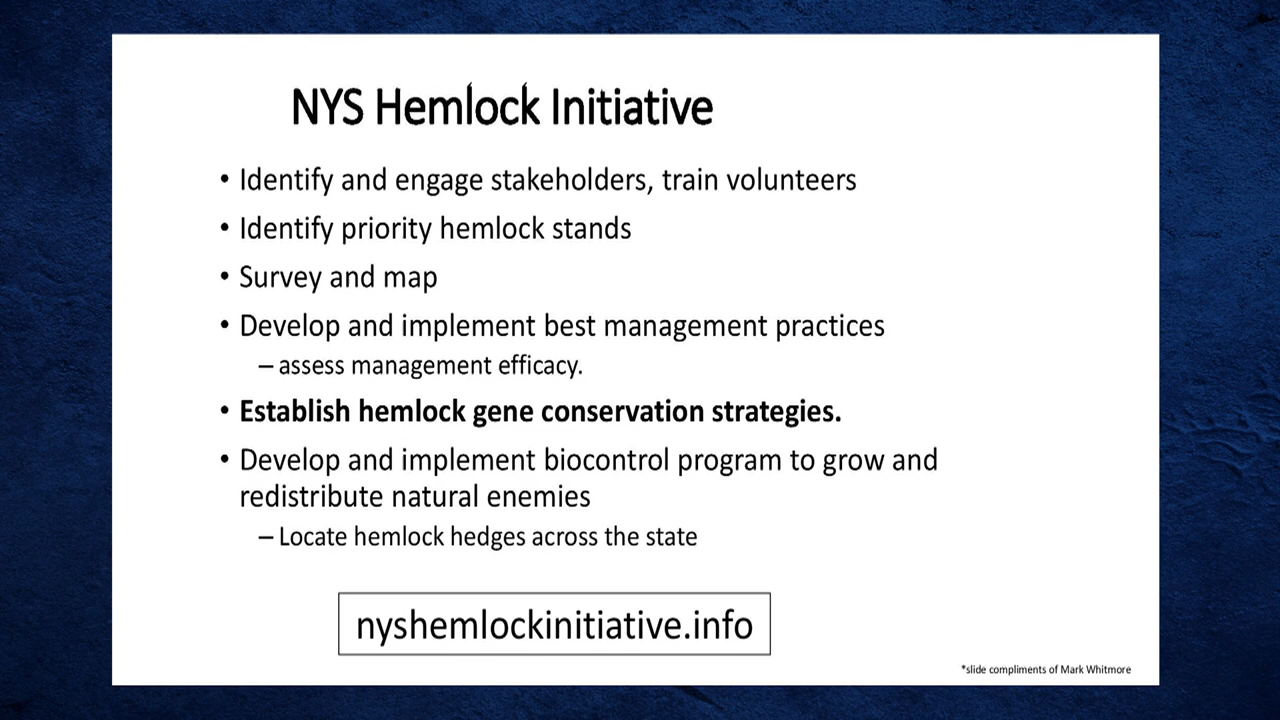 NYS Hemlock Initiative
• Identify and engage stakeholders, train volunteers
• Identify priority hemlock stands
• Survey and map
• Develop and implement best management practices
– assess management efficacy.
• Establish hemlock gene conservation strategies.
• Develop and implement biocontrol program to grow and
redistribute natural enemies
– Locate hemlock hedges across the state
nyshemlockinitiative.info
*slide compliments of Mark Whitmore